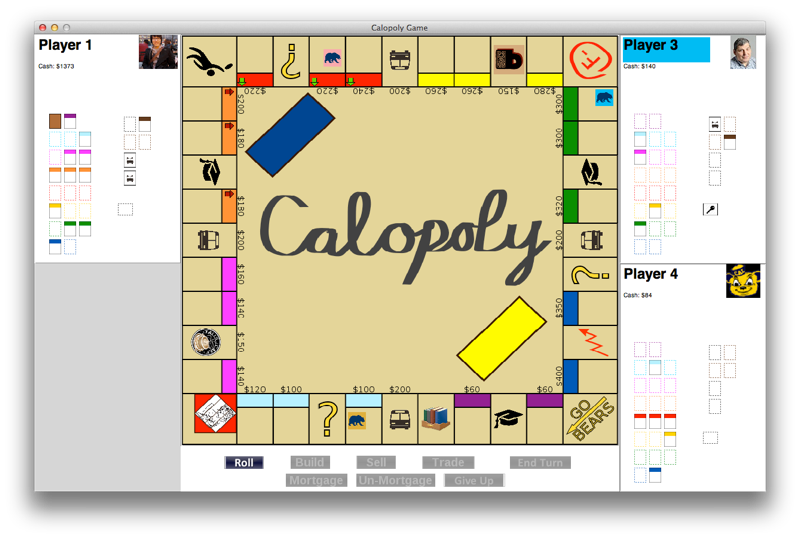 Calopoly Game
Player 1
Cash: $1373
Player 3
Cash: $140
Player 4
Cash: $84
$220
$220
$240
$200
$260
$260
$150
$280
$200
$180
$180
$200
$160
$140
$150
$140
$300
$300
$320
$200
$350
$400
Calopoly
$120
$100
$100
$200
$60
$60
GO
BEARS
Roll
Build
Sell
Trade
End Turn
Mortgage
Un-Mortgage
Give Up